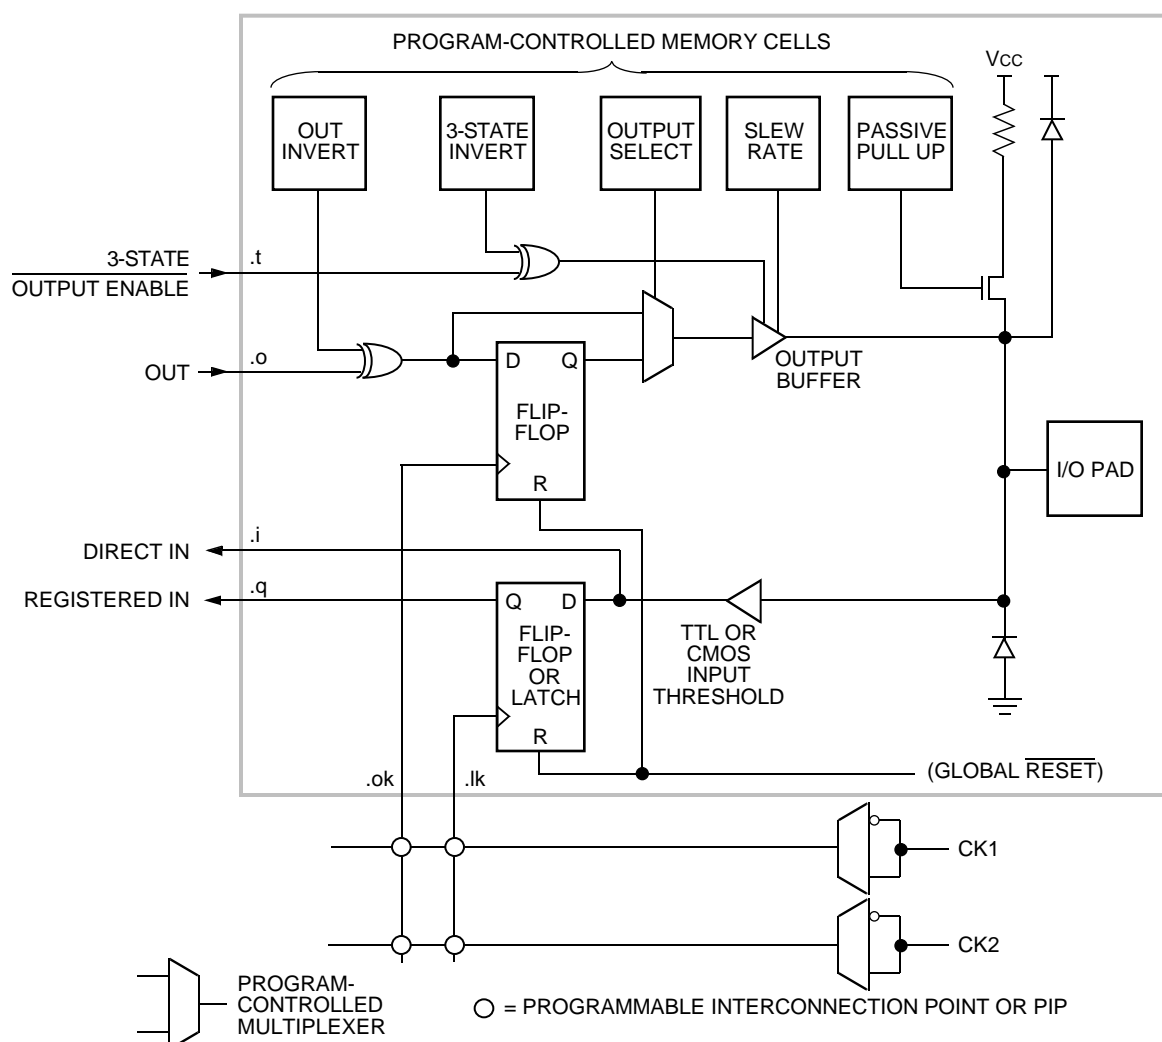 PROGRAM-CONTROLLED MEMORY CELLS
VCC
OUT
INVERT
3-STATE
INVERT
OUTPUT
SELECT
SLEW
RATE
PASSIVE
PULL UP
3-STATE
OUTPUT ENABLE
.t
OUT
.o
D
Q
FLIP-
FLOP
R
OUTPUT
BUFFER
I/O PAD
DIRECT IN
.i
REGISTERED IN
.q
Q
D
FLIP-
FLOP
OR
LATCH
R
TTL OR
CMOS
INPUT
THRESHOLD
.ok
.lk
(GLOBAL RESET)
CK1
CK2
PROGRAM-
CONTROLLED
MULTIPLEXER
= PROGRAMMABLE INTERCONNECTION POINT OR PIP